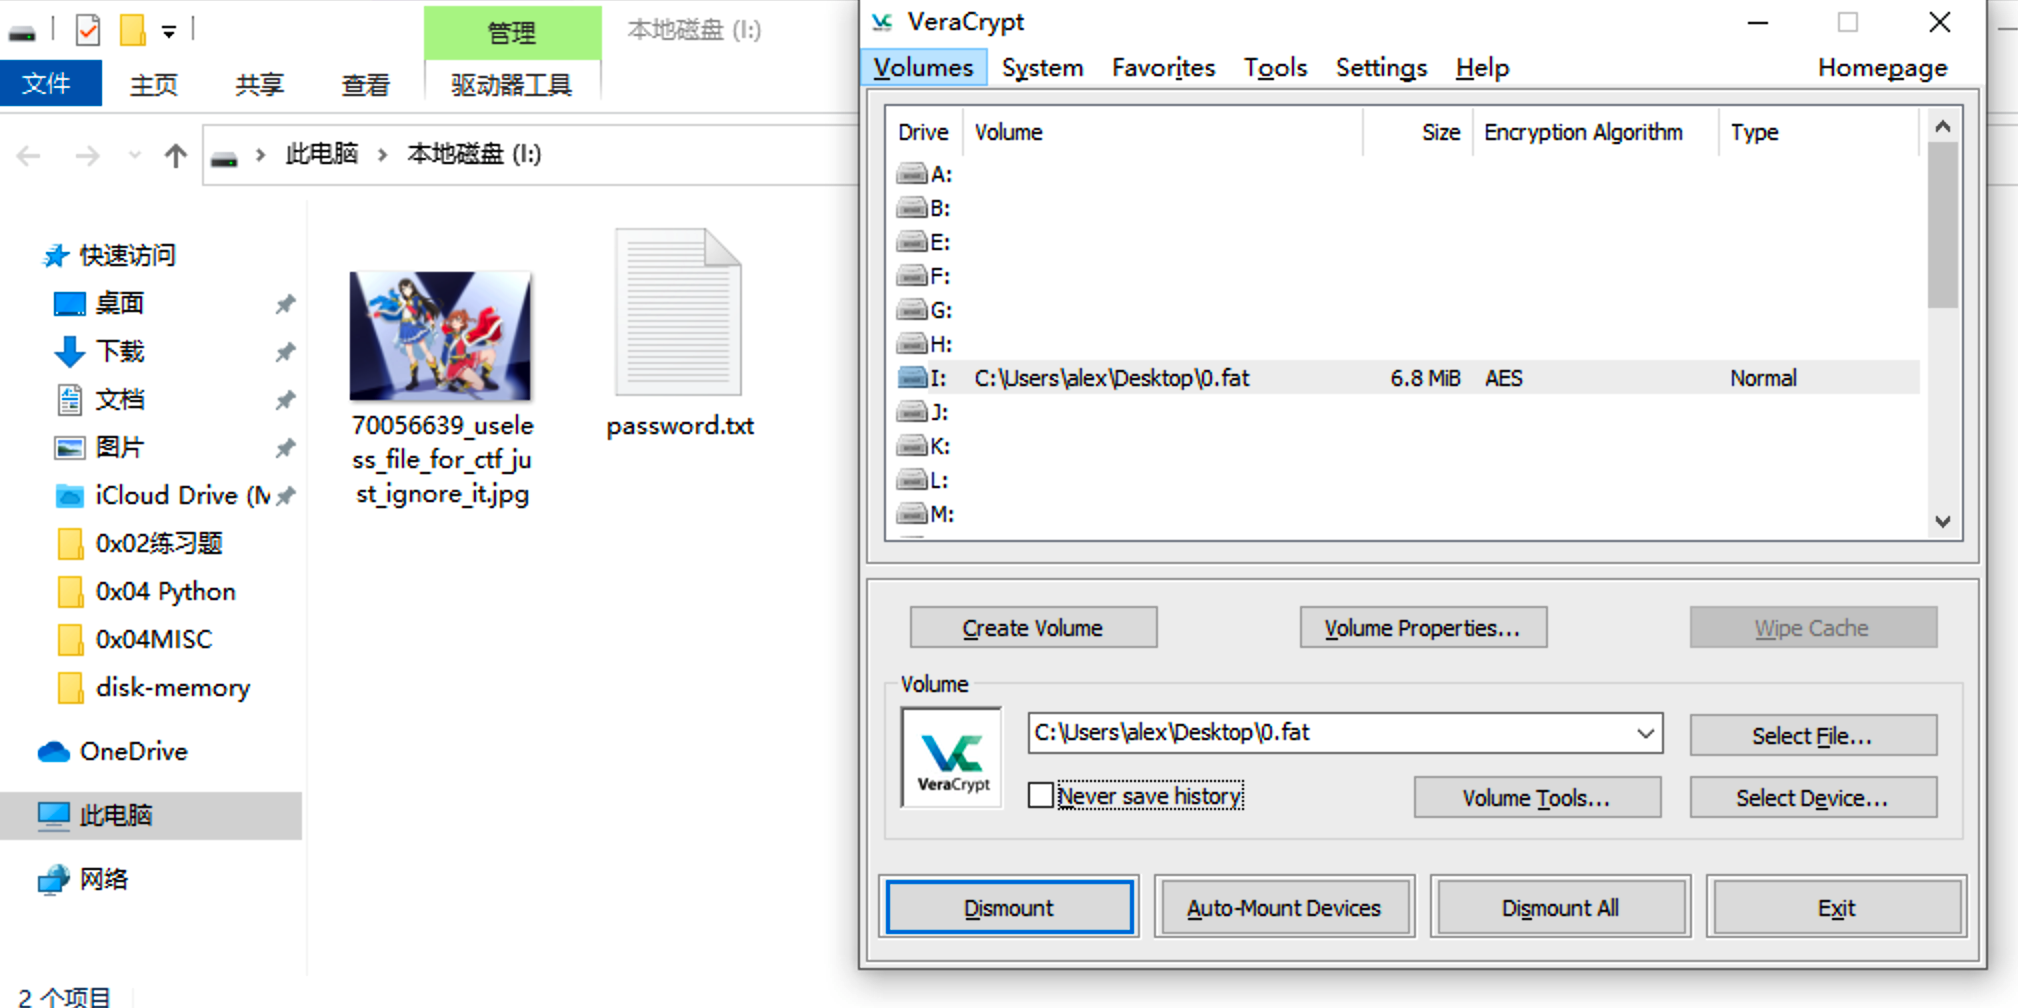 管理
本地磁盘 (I:)
文件
主页
共享
查看
驱动器工具
此电脑
本地磁盘 (I:)
快速访问
桌面
下载
文档
图片
iCloud Drive (M
0x02练习题
0x04 Python
0x04MISC
disk-memory
OneDrive
此电脑
网络
2 个项目
70056639_usele
ss_file_for_ctf_ju
st_ignore_it.jpg
password.txt
VeraCrypt
Volumes System Favorites Tools Settings Help Homepage
Drive Volume Size Encryption Algorithm Type
A:
B:
E:
F:
G:
H:
I: C:\Users\alex\Desktop\0.fat 6.8 MiB AES Normal
J:
K:
L:
M:
Create Volume Volume Properties... Wipe Cache
Volume
VeraCrypt
C:\Users\alex\Desktop\0.fat
Select File...
Never save history
Volume Tools...
Select Device...
Dismount Auto-Mount Devices Dismount All Exit